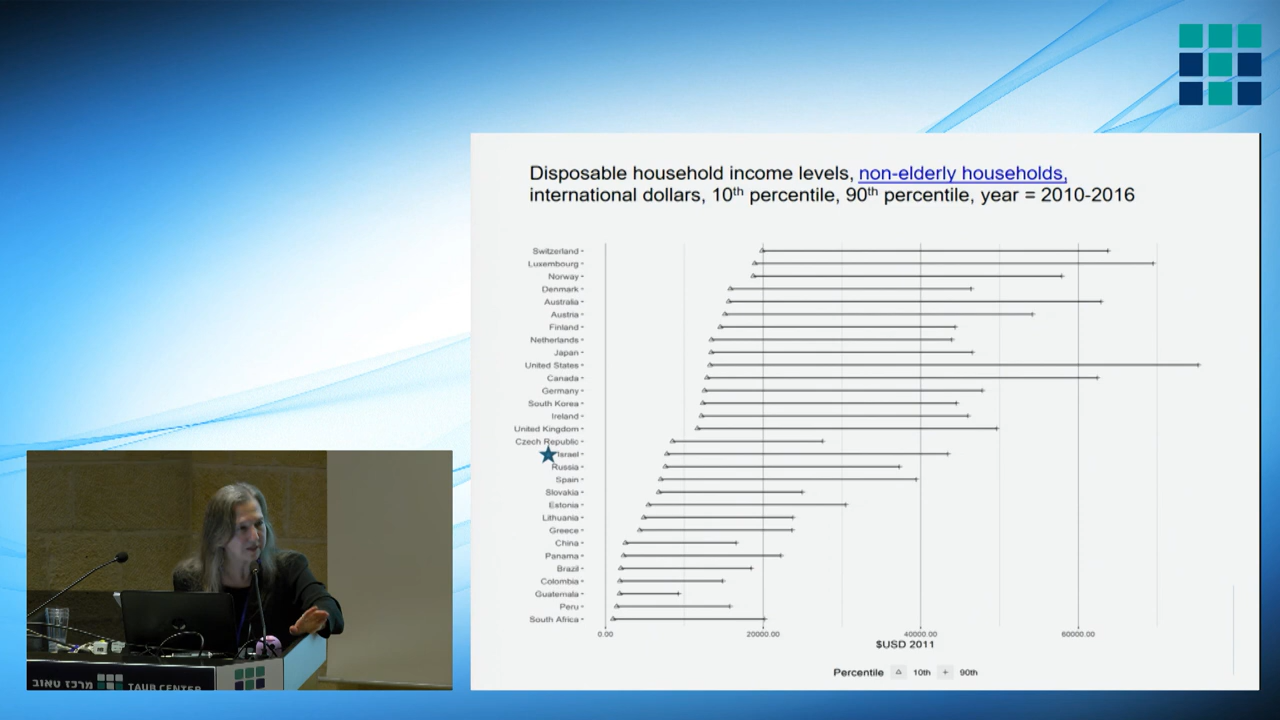 Disposable household income levels, non-elderly households,
international dollars, 10th percentile, 90th percentile, year = 2010-2016
Switzerland
Luxembourg
Norway
Denmark
Australia
Austria
Finland
Netherlands
Japan
United States
Canada
Germany
South Korea
Ireland
United Kingdom
Czech Republic
Israel
Russia
Spain
Slovakia
Estonia
Lithuania
Greece
China
Panama
Brazil
Colombia
Guatemala
Peru
South Africa
0.00 20000.00 40000.00 60000.00
$USD 2011
Percentile 10th 90th
מרכז טאוב TAUB CENTER